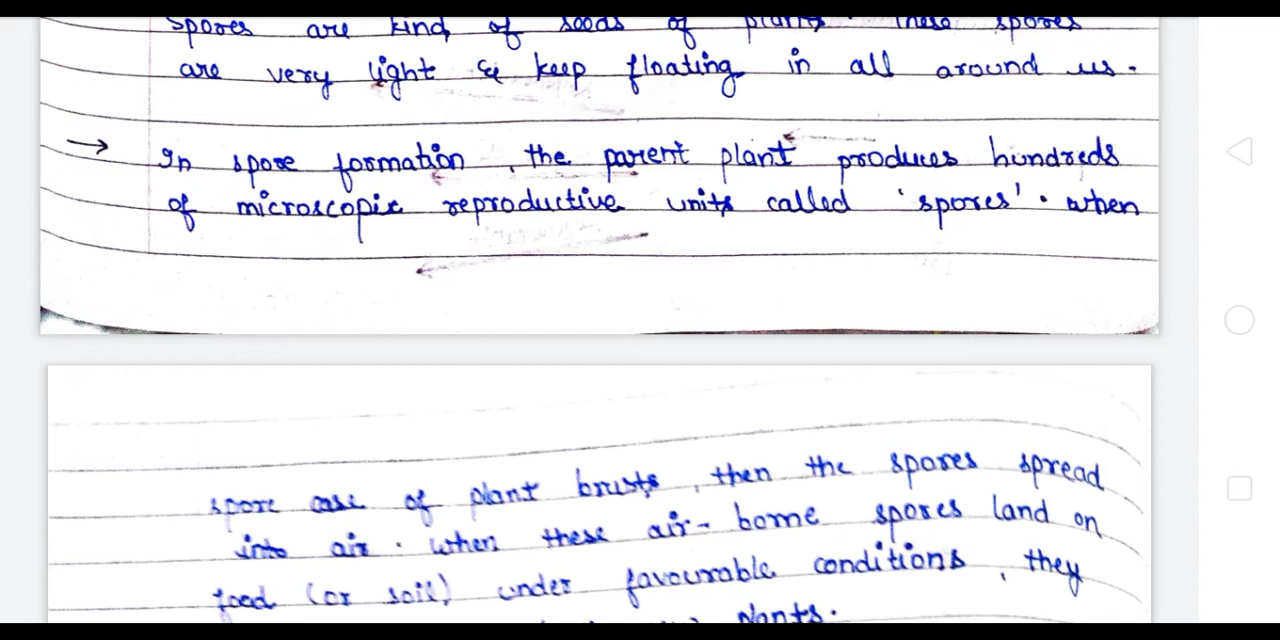 Spores are kind of seeds of plants. These spores
are very light & keep floating in all around us.
→ In spore formation, the parent plant produces hundreds
of microscopic reproductive units called 'spores'. when
spore case of plant brusts, then the spores spread
into air. when these air-borne spores land on
food (or soil) under favourable conditions, they
plants.